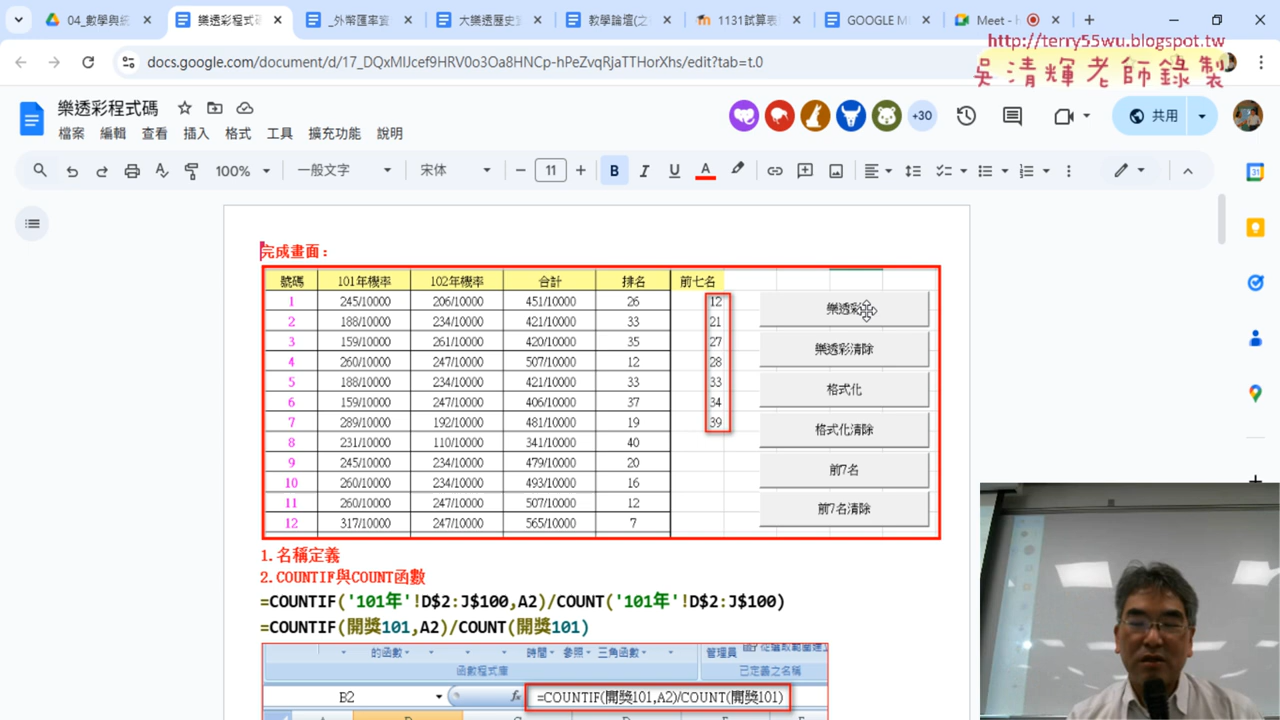 04_數學與統
樂透彩程式碼
_外幣匯率資
大樂透歷史資
教學論壇(之
1131試算表
GOOGLE M
Meet - h
http://terry55wu.blogspot.tw
docs.google.com/document/d/17_DQxMIJcef9HRV0o3Oa8HNCp-hPeZvqRjaTTHorXhs/edit?tab=t.0
吳清輝老師錄製
樂透彩程式碼
+30
共用
檔案 編輯 查看 插入 格式 工具 擴充功能 說明
100% 一般文字 宋体 11 B I U A
31
完成畫面:
號碼 101年機率 102年機率 合計 排名 前七名
1 245/10000 206/10000 451/10000 26 12 樂透彩
2 188/10000 234/10000 421/10000 33 21
3 159/10000 261/10000 420/10000 35 27 樂透彩清除
4 260/10000 247/10000 507/10000 12 28
5 188/10000 234/10000 421/10000 33 33 格式化
6 159/10000 247/10000 406/10000 37 34
7 289/10000 192/10000 481/10000 19 39 格式化清除
8 231/10000 110/10000 341/10000 40
9 245/10000 234/10000 479/10000 20 前7名
10 260/10000 234/10000 493/10000 16
11 260/10000 247/10000 507/10000 12 前7名清除
12 317/10000 247/10000 565/10000 7
1.名稱定義
2.COUNTIF與COUNT函數
=COUNTIF('101年'!D$2:J$100,A2)/COUNT('101年'!D$2:J$100)
=COUNTIF(開獎101,A2)/COUNT(開獎101)
的函數 時間 參照 三角函數 管理員
函數程式庫 已定義之名稱
B2 fx =COUNTIF(開獎101,A2)/COUNT(開獎101)